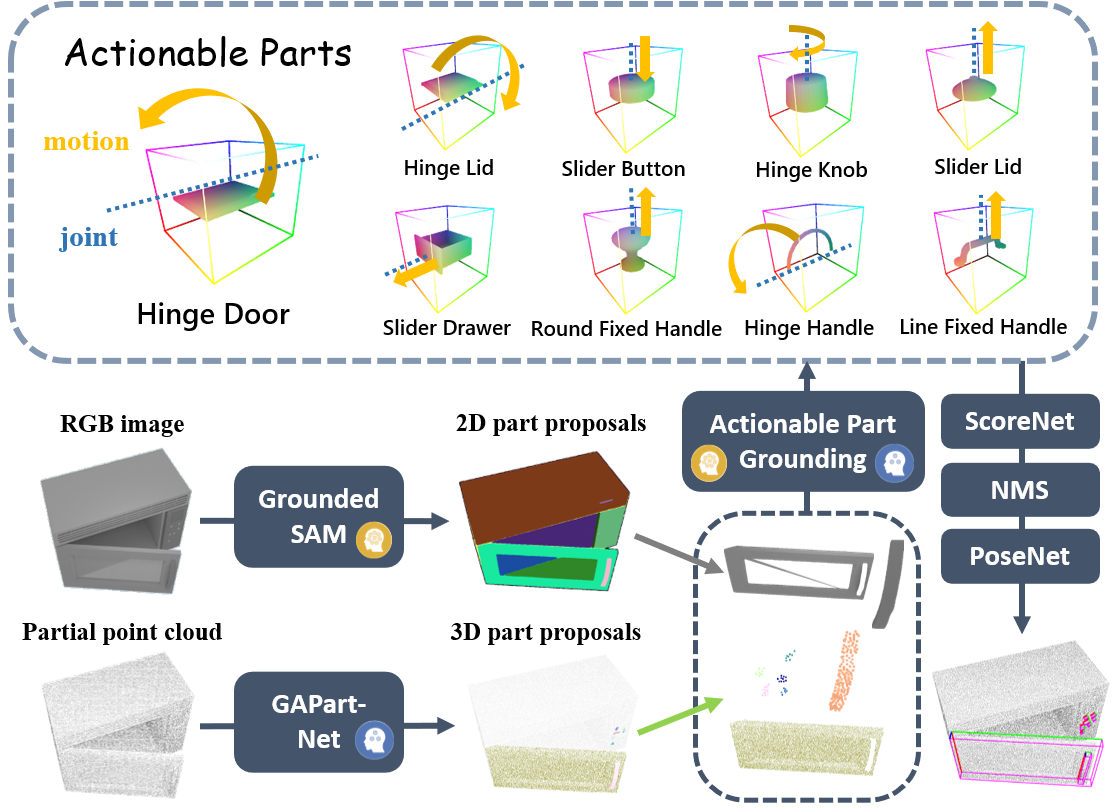 Actionable Parts
motion
joint
Hinge Door
Hinge Lid
Slider Button
Hinge Knob
Slider Lid
Slider Drawer
Round Fixed Handle
Hinge Handle
Line Fixed Handle
RGB image
Grounded
SAM
2D part proposals
Actionable Part
Grounding
ScoreNet
NMS
PoseNet
Partial point cloud
GAPart-
Net
3D part proposals